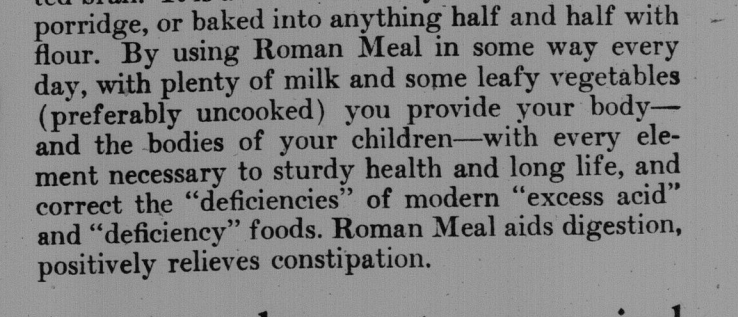 porridge, or baked into anything half and half with
flour. By using Roman Meal in some way every
day, with plenty of milk and some leafy vegetables
(preferably uncooked) you provide your body—
and the bodies of your children—with every ele-
ment necessary to sturdy health and long life, and
correct the “deficiencies” of modern “excess acid”
and “deficiency” foods. Roman Meal aids digestion,
positively relieves constipation.